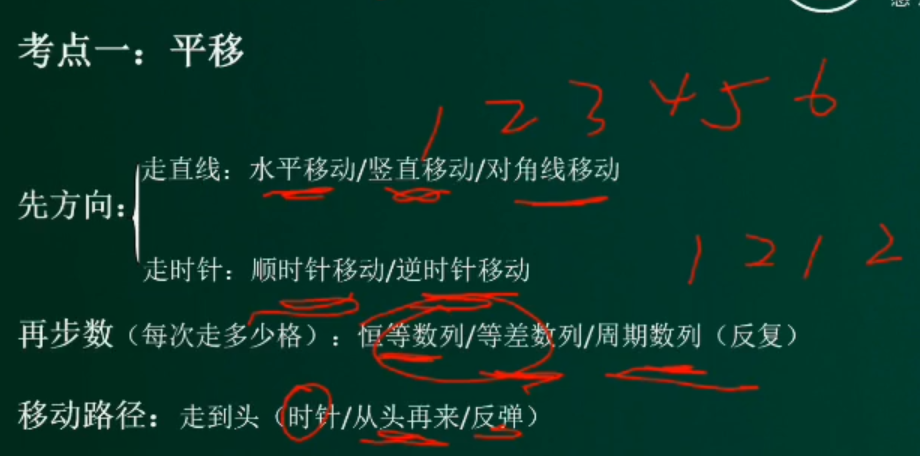 考点一：平移
1 2 3 4 5 6
走直线：水平移动/竖直移动/对角线移动
先方向：
1 2 1 2
走时针：顺时针移动/逆时针移动
再步数（每次走多少格）：恒等数列/等差数列/周期数列（反复）
移动路径：走到头（时针/从头再来/反弹）